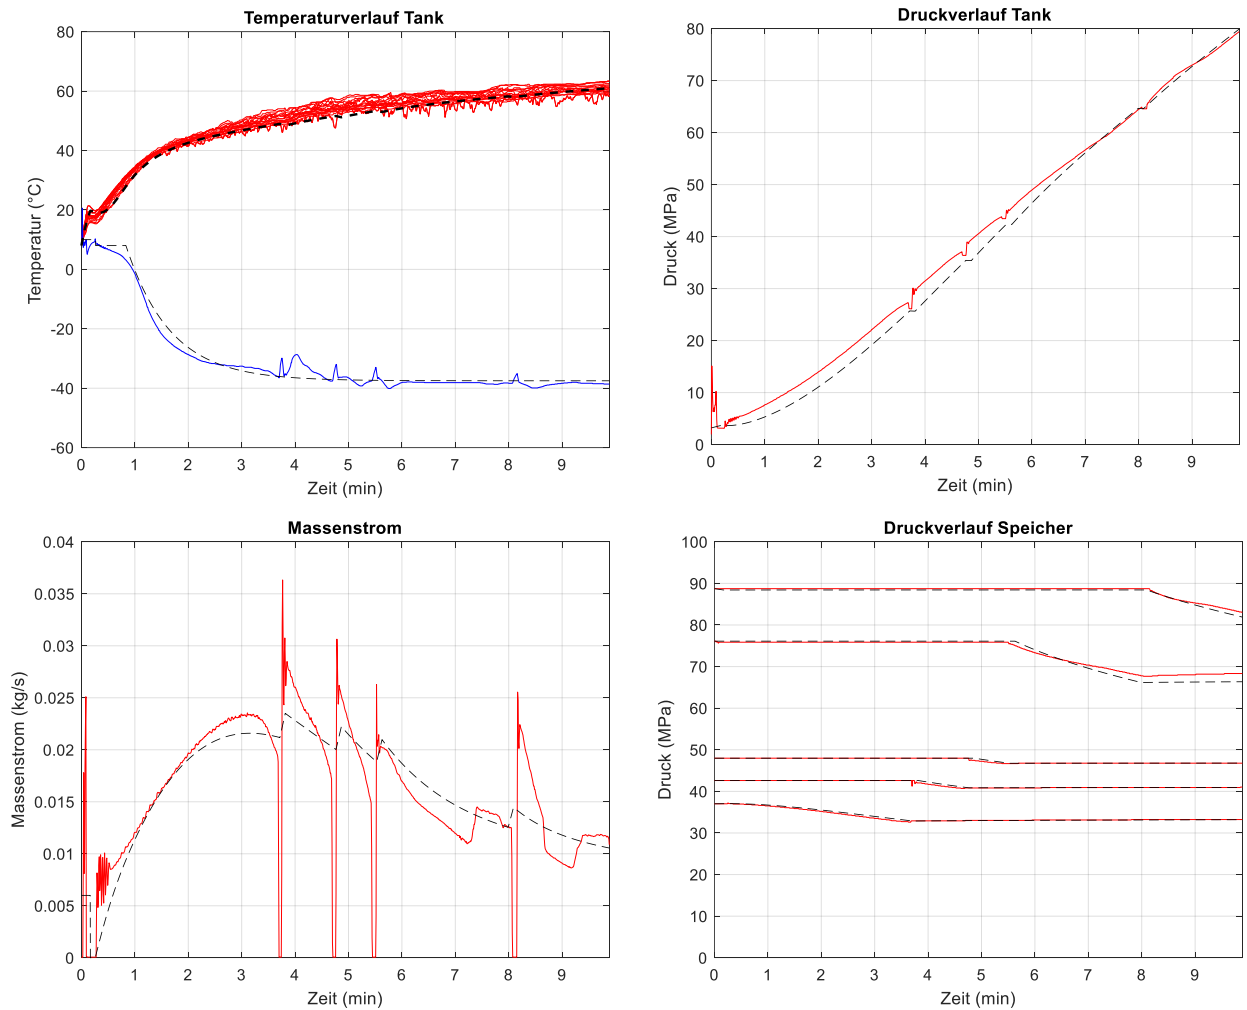 Temperaturverlauf Tank
80
60
40
20
0
-20
-40
-60
Temperatur (°C)
0 1 2 3 4 5 6 7 8 9
Zeit (min)
Druckverlauf Tank
80
70
60
50
40
30
20
10
0
Druck (MPa)
0 1 2 3 4 5 6 7 8 9
Zeit (min)
Massenstrom
0.04
0.035
0.03
0.025
0.02
0.015
0.01
0.005
0
Massenstrom (kg/s)
0 1 2 3 4 5 6 7 8 9
Zeit (min)
Druckverlauf Speicher
100
90
80
70
60
50
40
30
20
10
0
Druck (MPa)
0 1 2 3 4 5 6 7 8 9
Zeit (min)